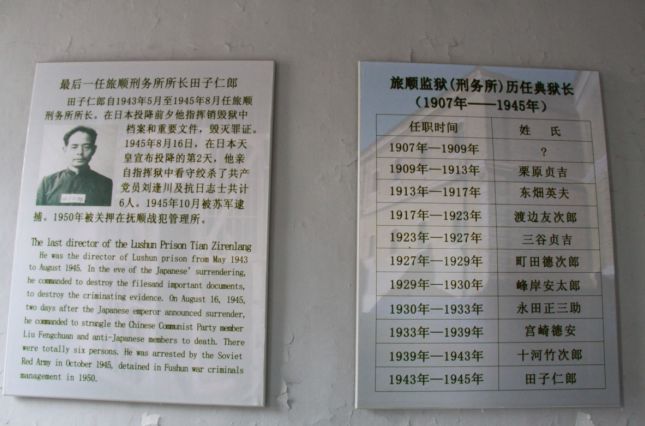 最后一任旅顺刑务所所长田子仁郎
田子仁郎自1943年5月至1945年8月任旅顺
刑务所所长。在日本投降前夕他指挥销毁狱中
档案和重要文件，毁灭罪证。
1945年8月16日，在日本天
皇宣布投降的第2天，他亲
自指挥狱中看守绞杀了共产
党员刘逢川及抗日志士共计
6人。1945年10月被苏军逮
捕。1950年被关押在抚顺战犯管理所。
The last director of the Lushun Prison Tian Zirenlang
He was the director of Lushun prison from May 1943
to August 1945. In the eve of the Japanese' surrendering,
he commanded to destroy the filesand important documents,
to destroy the criminating evidence. On August 16, 1945,
two days after the Japanese emperor announced surrender,
he commanded to strangle the Chinese Communist Party member
Liu Fengchuan and anti-Japanese members to death. There
were totally six persons. He was arrested by the Soviet
Red Army in October 1945, detained in Fushun war criminals
management in 1950.
旅顺监狱(刑务所)历任典狱长
(1907年——1945年)
任职时间 姓 氏
1907年—1909年 ?
1909年—1913年 栗原贞吉
1913年—1917年 东畑英夫
1917年—1923年 渡边友次郎
1923年—1927年 三谷贞吉
1927年—1929年 町田德次郎
1929年—1930年 峰岸安太郎
1930年—1933年 永田正三助
1933年—1939年 宫崎德安
1939年—1943年 十河竹次郎
1943年—1945年 田子仁郎